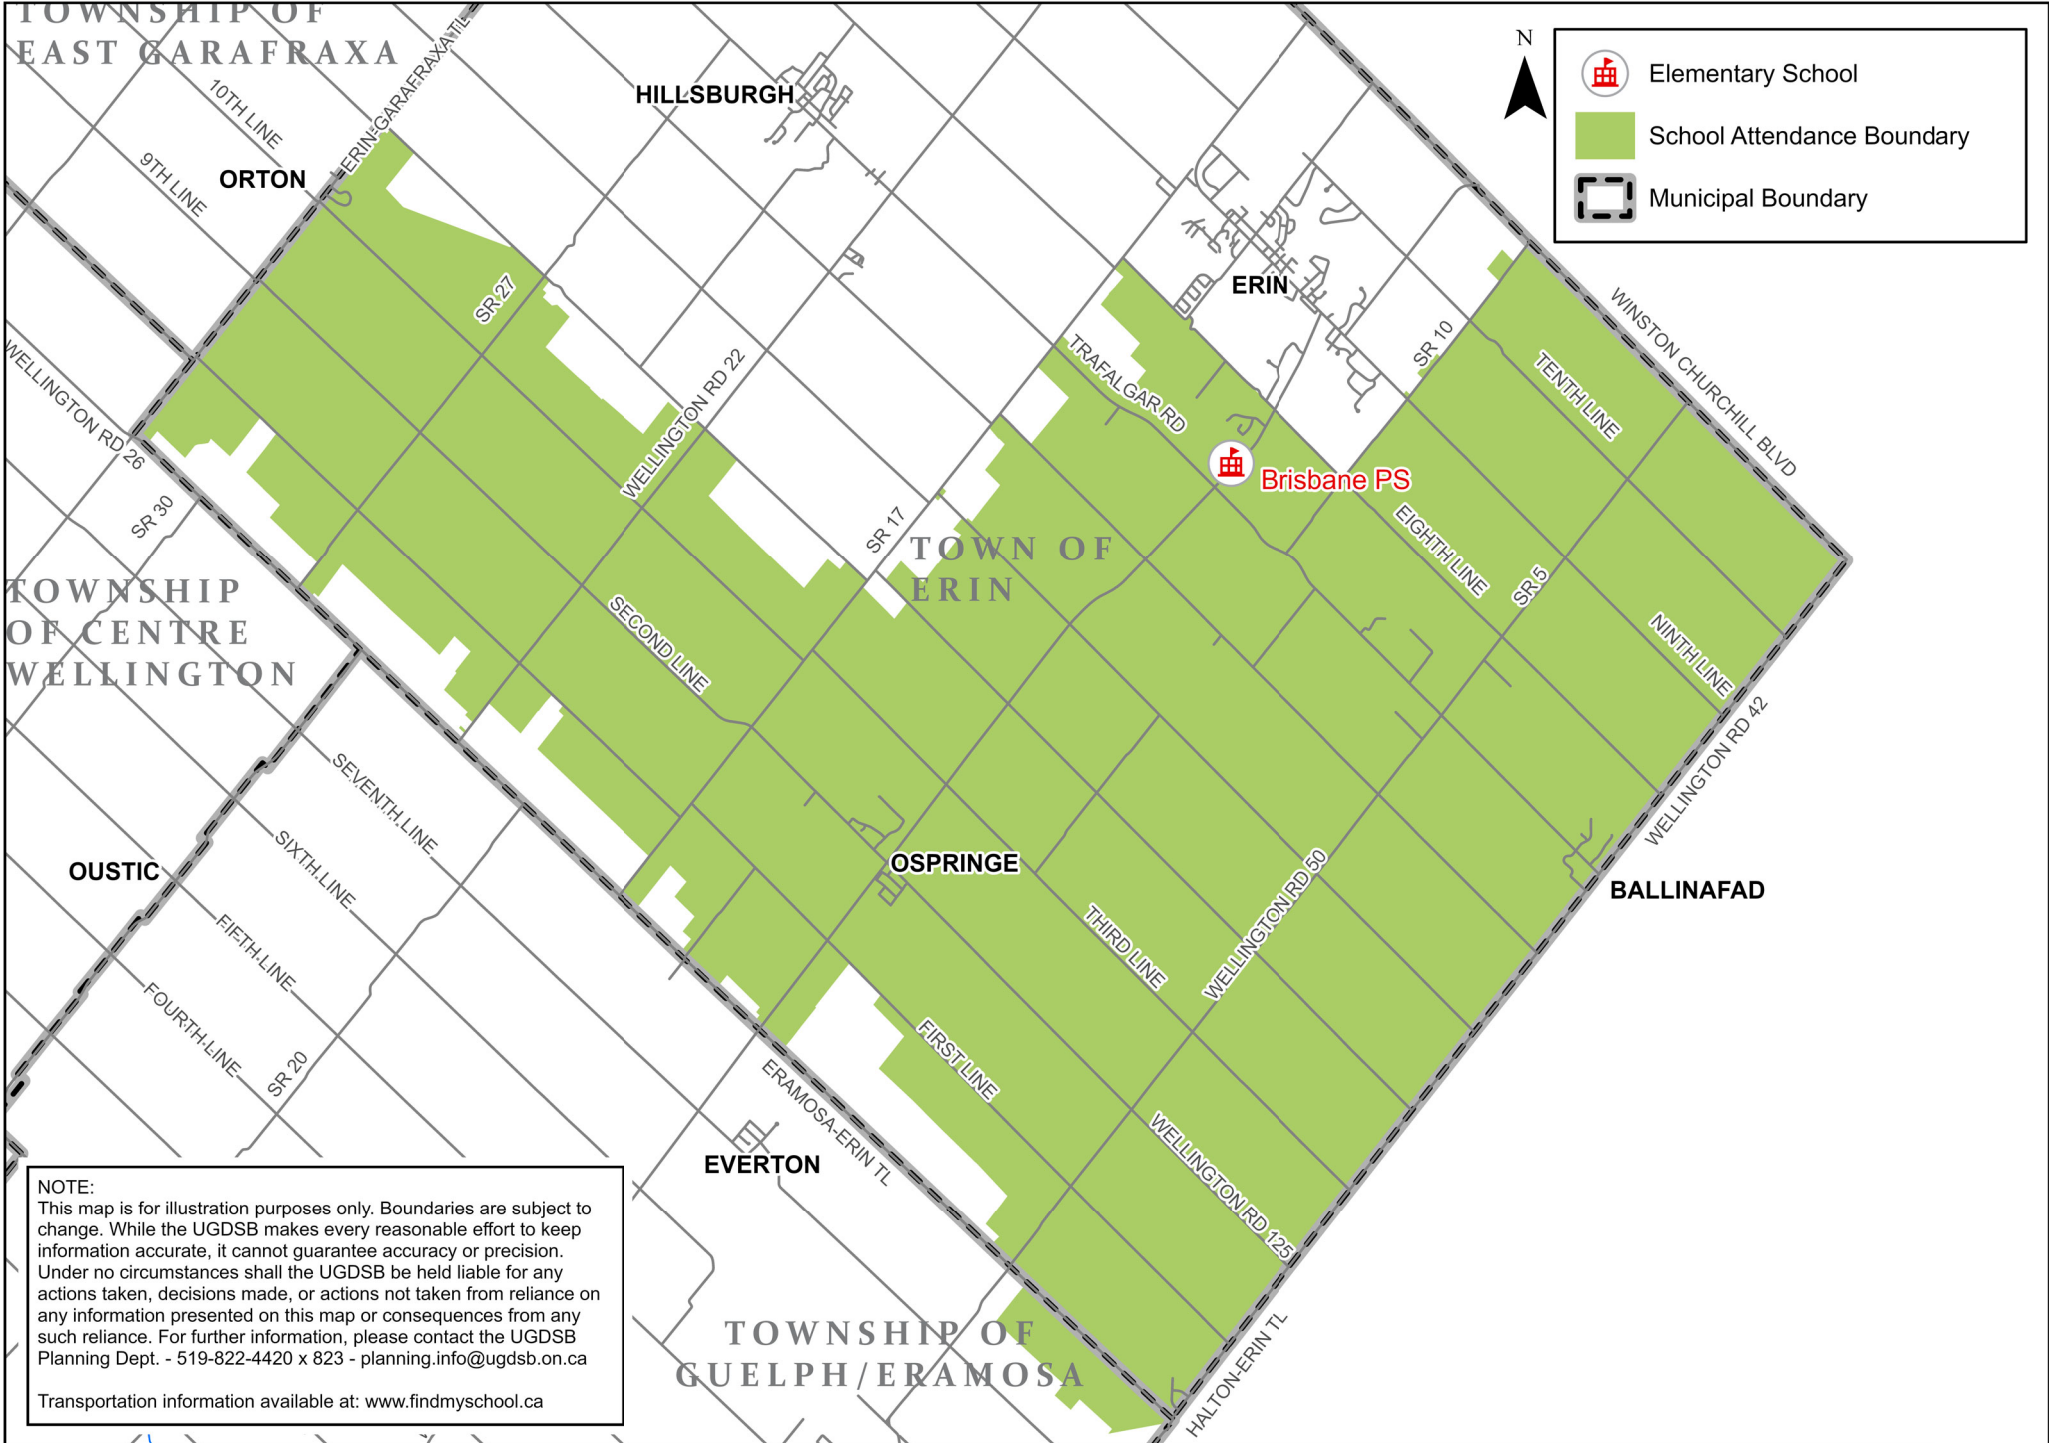 TOWNSHIP OF
EAST GARAFRAXA
10TH LINE
9TH LINE
ERIN-GARAFRAXA TL
ORTON
HILLSBURGH
N
Elementary School
School Attendance Boundary
Municipal Boundary
ERIN
SR 27
WELLINGTON RD 22
SR 10
WINSTON CHURCHILL BLVD
TENTH LINE
TRAFALGAR RD
WELLINGTON RD 26
SR 30
Brisbane PS
EIGHTH LINE
SR 17
TOWN OF
ERIN
SR 5
TOWNSHIP
OF CENTRE
WELLINGTON
SECOND LINE
NINTH LINE
WELLINGTON RD 42
SEVENTH LINE
SIXTH LINE
OUSTIC
OSPRINGE
BALLINAFAD
WELLINGTON RD 50
THIRD LINE
FIFTH LINE
FOURTH LINE
SR 20
FIRST LINE
ERAMOSA-ERIN TL
WELLINGTON RD 125
EVERTON
TOWNSHIP OF
GUELPH/ERAMOSA
HALTON-ERIN TL
NOTE:
This map is for illustration purposes only. Boundaries are subject to
change. While the UGDSB makes every reasonable effort to keep
information accurate, it cannot guarantee accuracy or precision.
Under no circumstances shall the UGDSB be held liable for any
actions taken, decisions made, or actions not taken from reliance on
any information presented on this map or consequences from any
such reliance. For further information, please contact the UGDSB
Planning Dept. - 519-822-4420 x 823 - planning.info@ugdsb.on.ca
Transportation information available at: www.findmyschool.ca